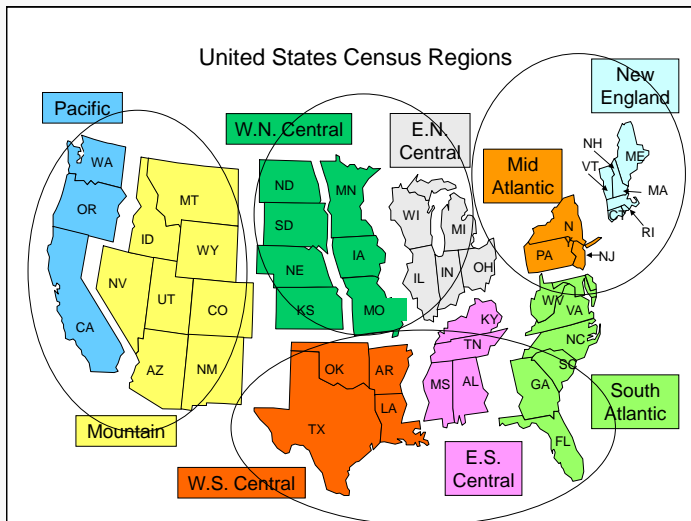 United States Census Regions
New
England
Pacific
W.N. Central
E.N.
Central
Mid
Atlantic
NH
VT
ME
MA
RI
NJ
N
PA
WA
OR
CA
MT
ID
WY
NV
UT
CO
AZ
NM
ND
SD
NE
KS
MN
IA
MO
WI
MI
IL
IN
OH
KY
TN
MS
AL
WV
VA
NC
SC
GA
FL
OK
AR
TX
LA
Mountain
W.S. Central
E.S.
Central
South
Atlantic